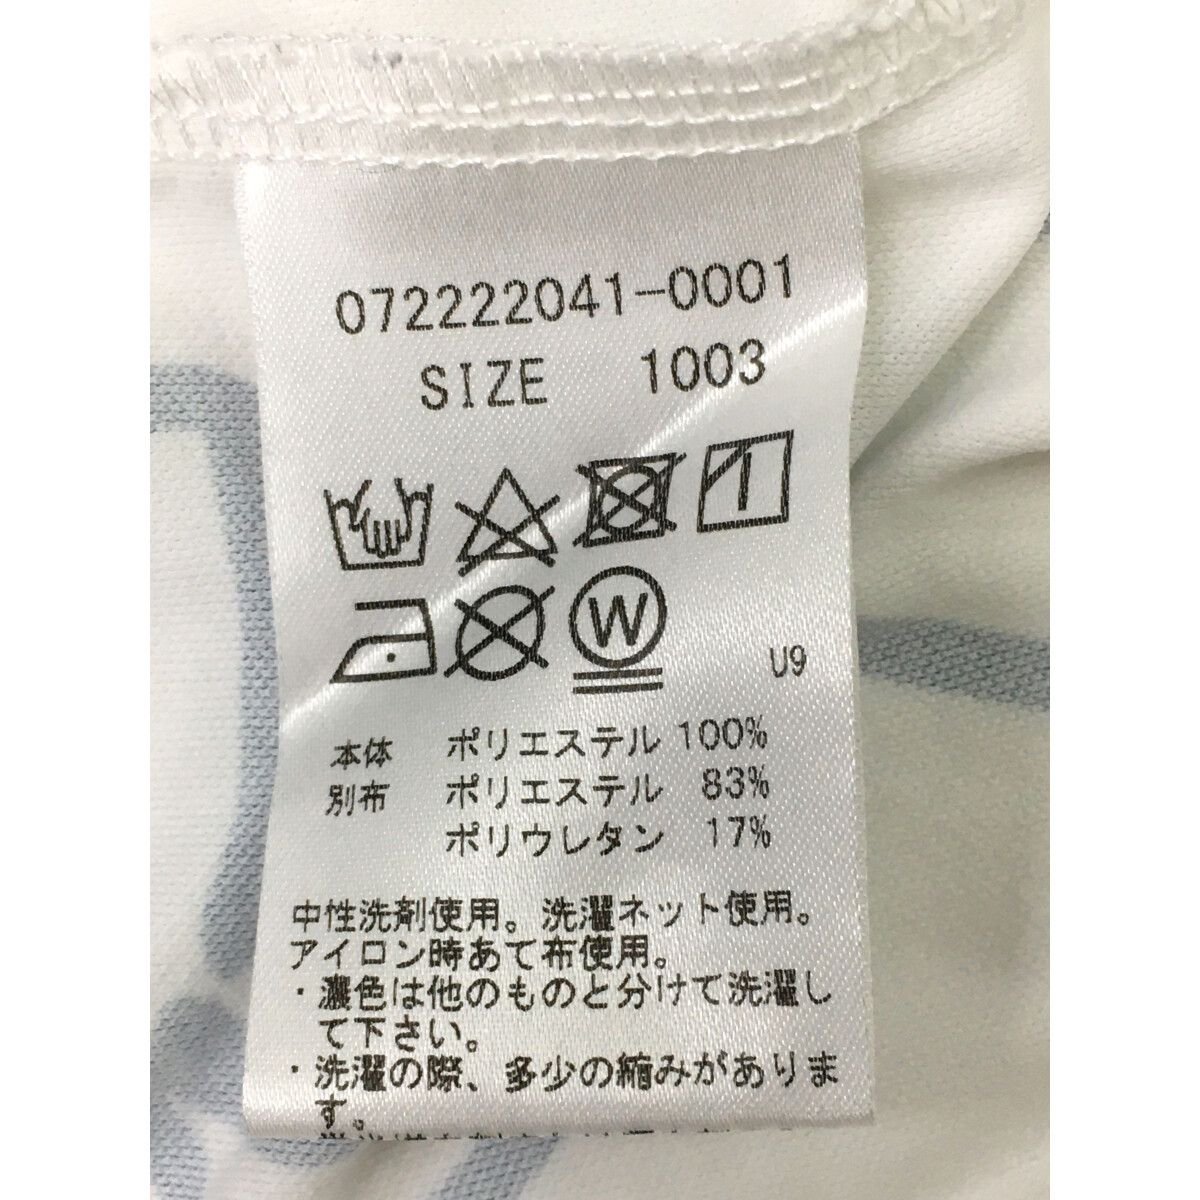 072222041-0001
SIZE 1003
W
U9
本体 ポリエステル 100%
別布 ポリエステル 83%
ポリウレタン 17%
中性洗剤使用。洗濯ネット使用。
アイロン時あて布使用。
・濃色は他のものと分けて洗濯し
て下さい。
・洗濯の際、多少の縮みがありま
す。